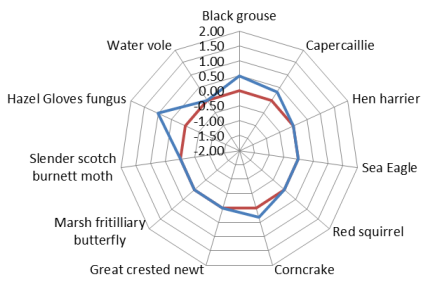 Black grouse
2.00
Water vole
1.50
Capercaillie
1.00
0.50
Hazel Gloves fungus
0.00
Hen harrier
-0.50
-1.00
-1.50
-2.00
Slender scotch
burnett moth
Sea Eagle
Marsh fritilliary
butterfly
Red squirrel
Great crested newt
Corncrake